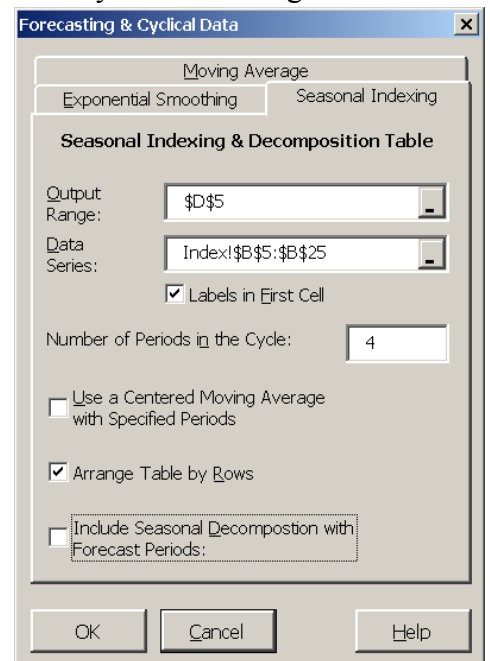 Forecasting & Cyclical Data
Moving Average
Exponential Smoothing Seasonal Indexing
Seasonal Indexing & Decomposition Table
Output
Range:
$D$5
Data
Series:
Index!$B$5:$B$25
Labels in First Cell
Number of Periods in the Cycle: 4
Use a Centered Moving Average
with Specified Periods
Arrange Table by Rows
Include Seasonal Decompostion with
Forecast Periods:
OK Cancel Help